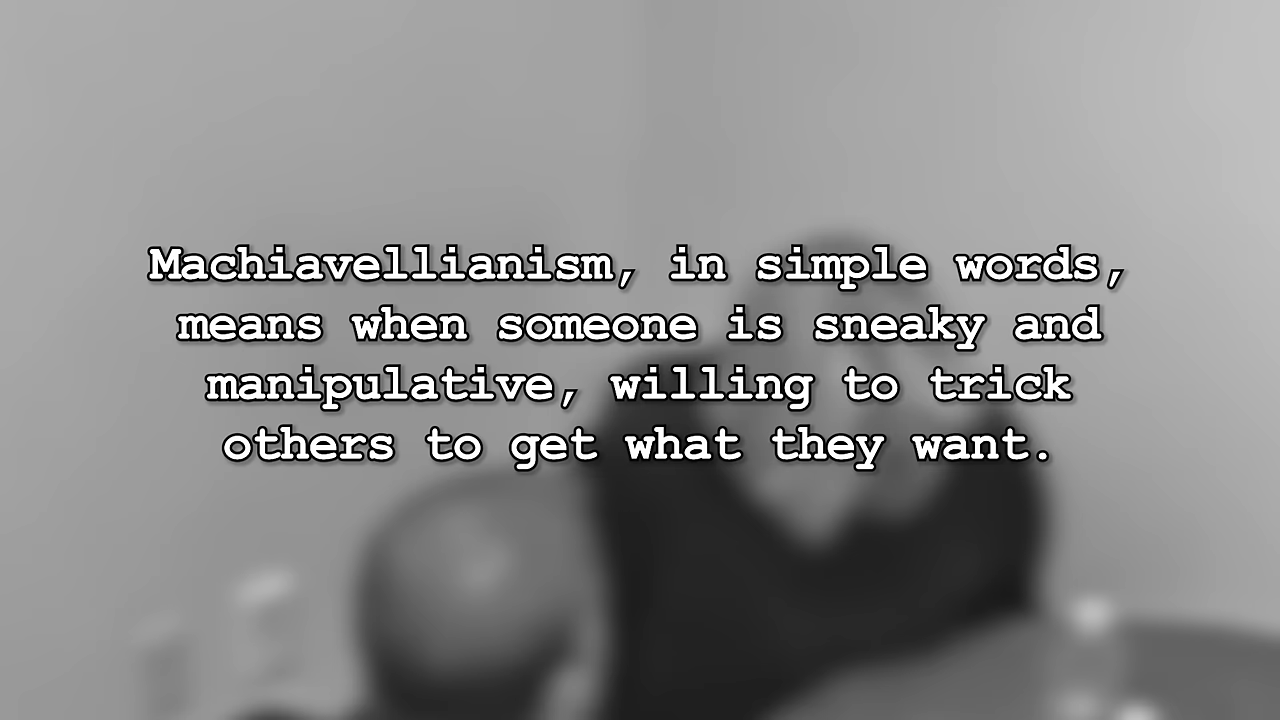 Machiavellianism, in simple words,
means when someone is sneaky and
manipulative, willing to trick
others to get what they want.